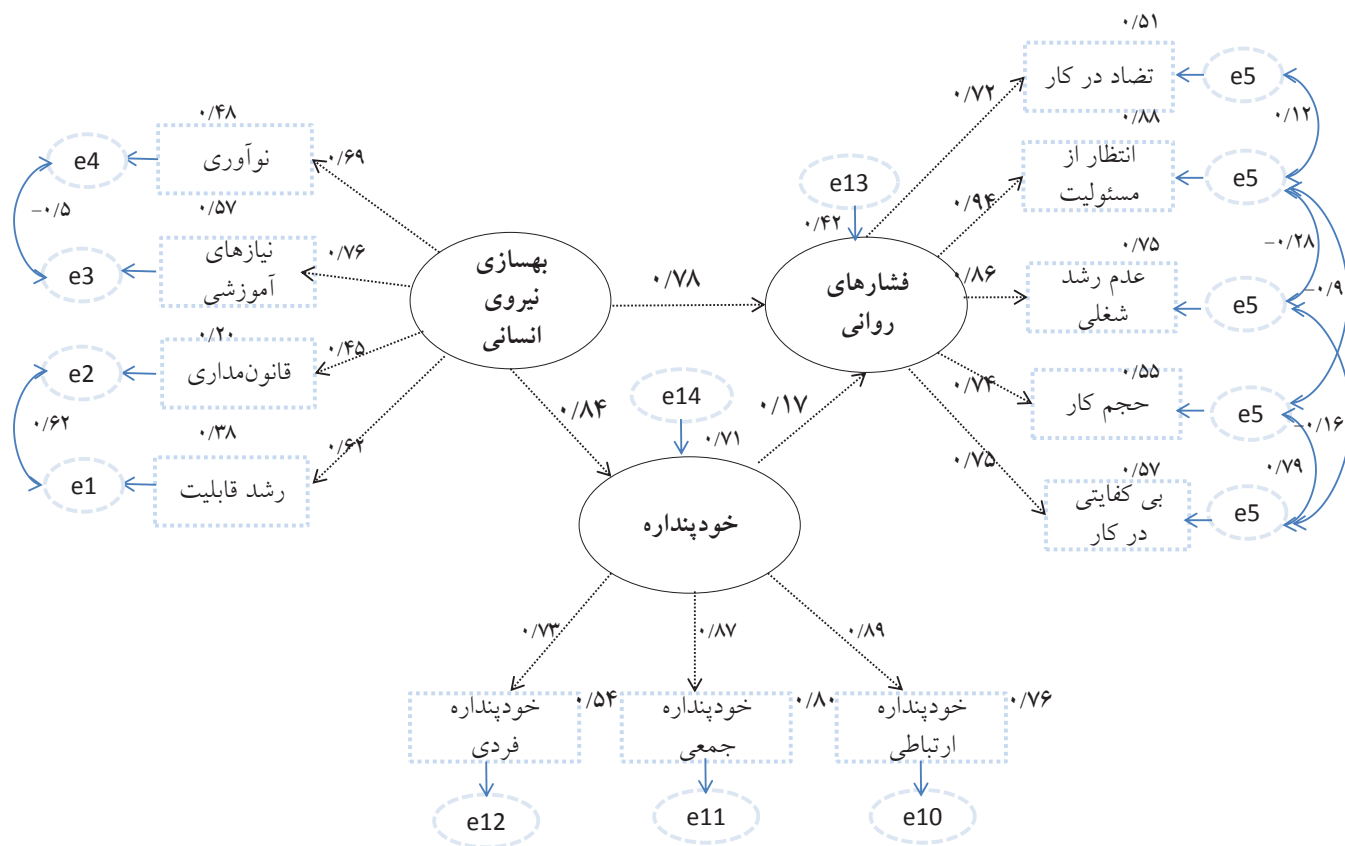 ۰/۵۱
تضاد در کار
e5
۰/۷۲
۰/۱۲
۰/۸۸
انتظار از
مسئولیت
e5
۰/۹۴
-۰/۲۸
-۰/۹
۰/۷۵
عدم رشد
شغلی
e5
۰/۸۶
۰/۵۵
حجم کار
e5
۰/۷۴
-۰/۱۶
۰/۷۹
۰/۵۷
بی کفایتی
در کار
e5
۰/۷۵
e13
۰/۴۲
فشارهای
روانی
۰/۷۸
بهسازی
نیروی
انسانی
۰/۴۸
نوآوری
e4
۰/۶۹
-۰/۵
۰/۵۷
نیازهای
آموزشی
e3
۰/۷۶
۰/۲۰
قانون‌مداری
e2
۰/۴۵
۰/۶۲
۰/۳۸
رشد قابلیت
e1
۰/۶۲
۰/۸۴
e14
۰/۷۱
۰/۱۷
خودپنداره
۰/۸۹
۰/۸۷
۰/۷۳
خودپنداره
ارتباطی
۰/۷۶
خودپنداره
جمعی
۰/۸۰
خودپنداره
فردی
۰/۵۴
e10
e11
e12